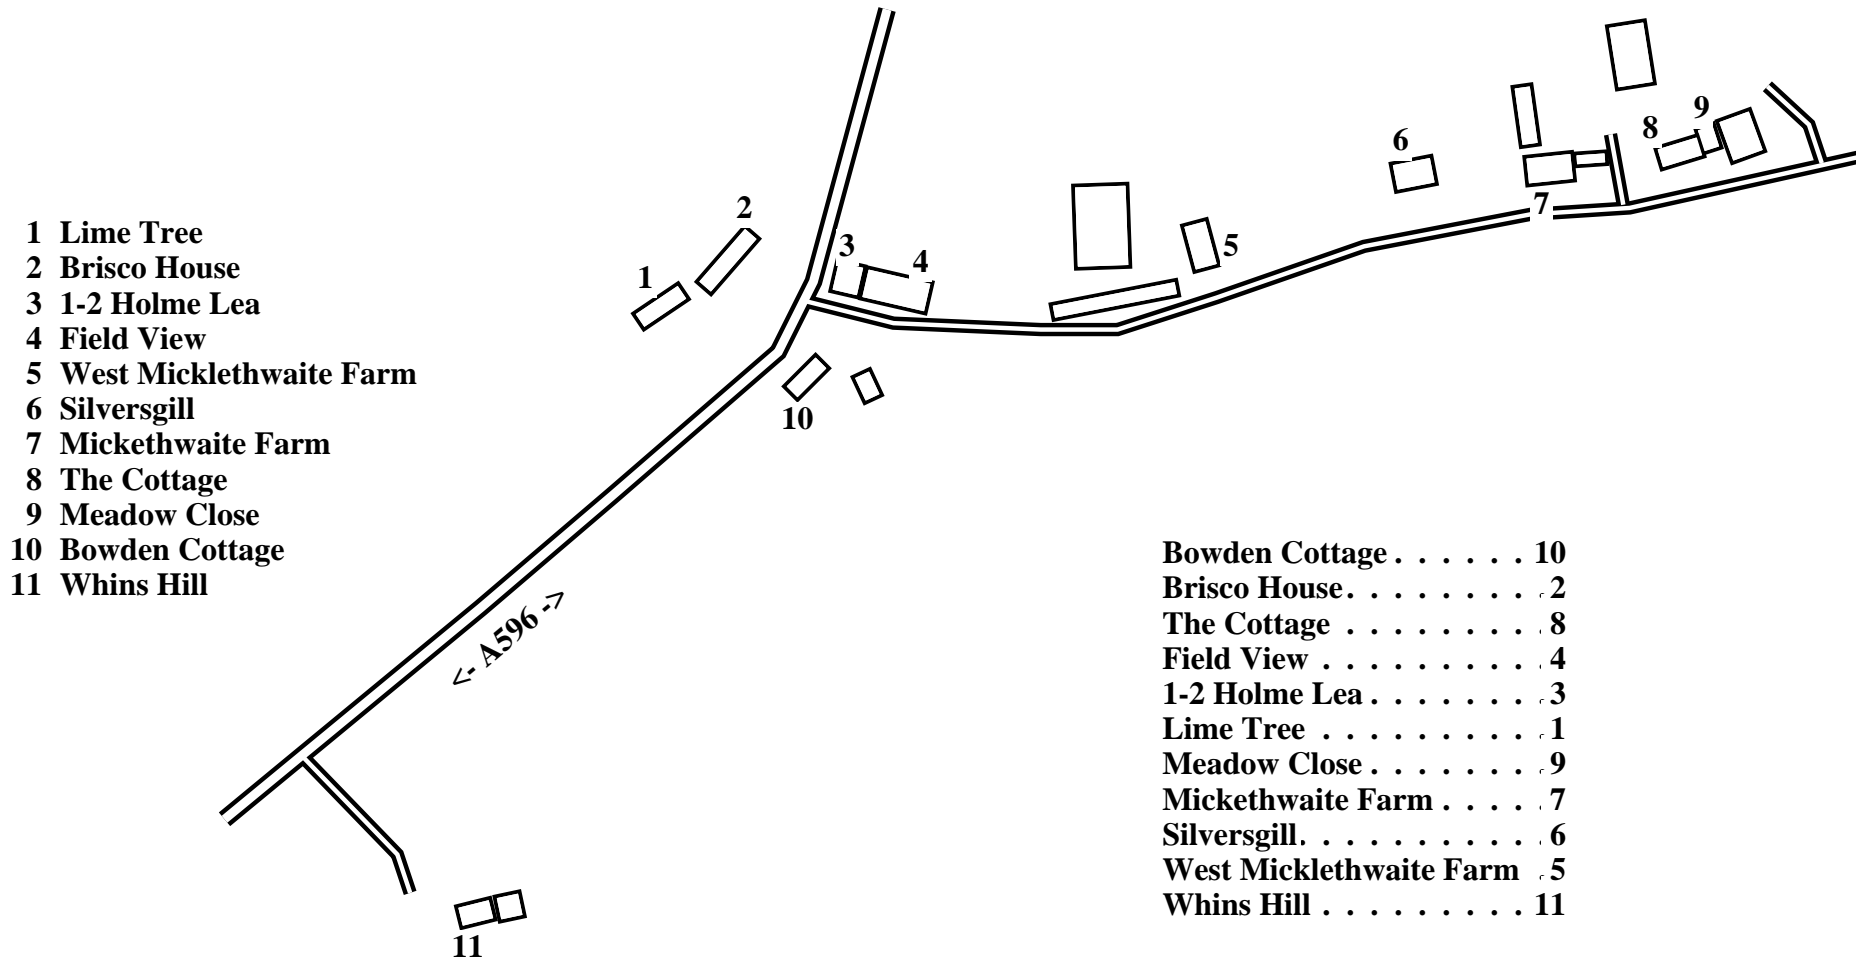 1 Lime Tree
2 Brisco House
3 1-2 Holme Lea
4 Field View
5 West Micklethwaite Farm
6 Silversgill
7 Mickethwaite Farm
8 The Cottage
9 Meadow Close
10 Bowden Cottage
11 Whins Hill
1
2
3
4
5
6
7
8
9
10
11
<- A596 ->
Bowden Cottage . . . . . . 10
Brisco House . . . . . . . . . 2
The Cottage . . . . . . . . . 8
Field View . . . . . . . . . . 4
1-2 Holme Lea . . . . . . . . 3
Lime Tree . . . . . . . . . . 1
Meadow Close . . . . . . . . 9
Mickethwaite Farm . . . . . 7
Silversgill . . . . . . . . . . . 6
West Micklethwaite Farm . 5
Whins Hill . . . . . . . . . 11